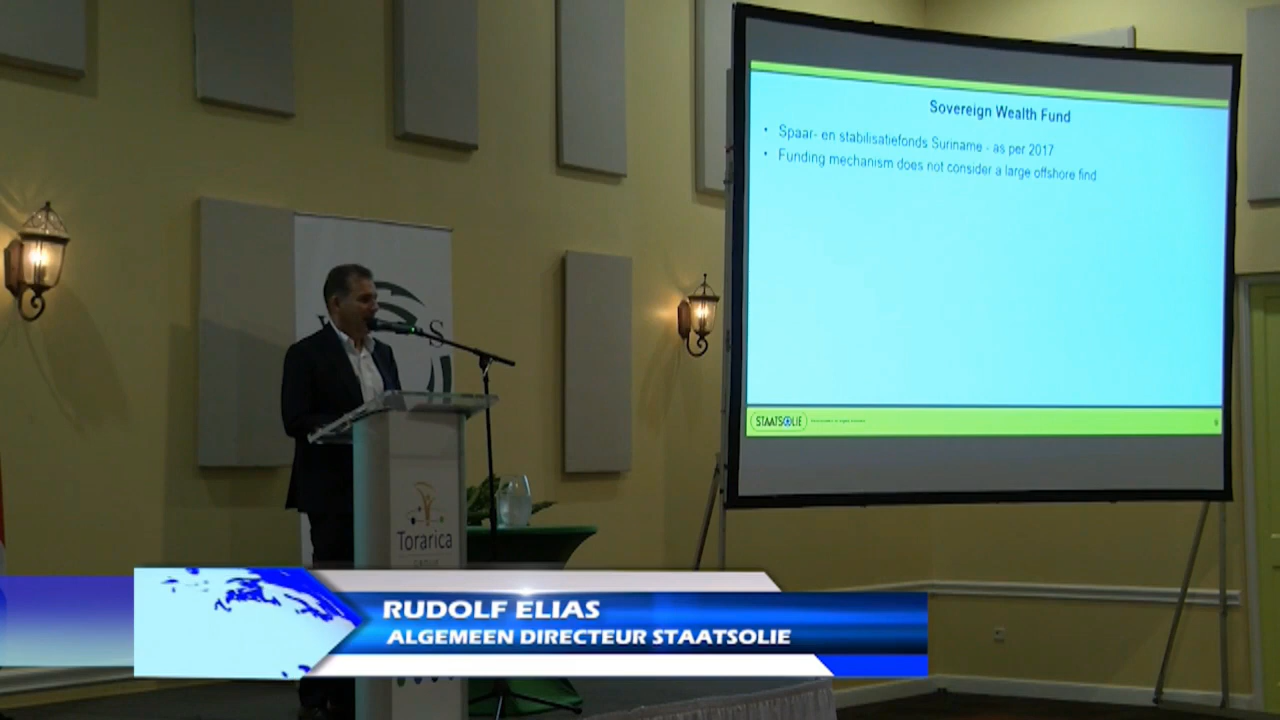 Sovereign Wealth Fund
• Spaar- en stabilisatiefonds Suriname - as per 2017
• Funding mechanism does not consider a large offshore find
STAATSOLIE
S
Torarica
RUDOLF ELIAS
ALGEMEEN DIRECTEUR STAATSOLIE